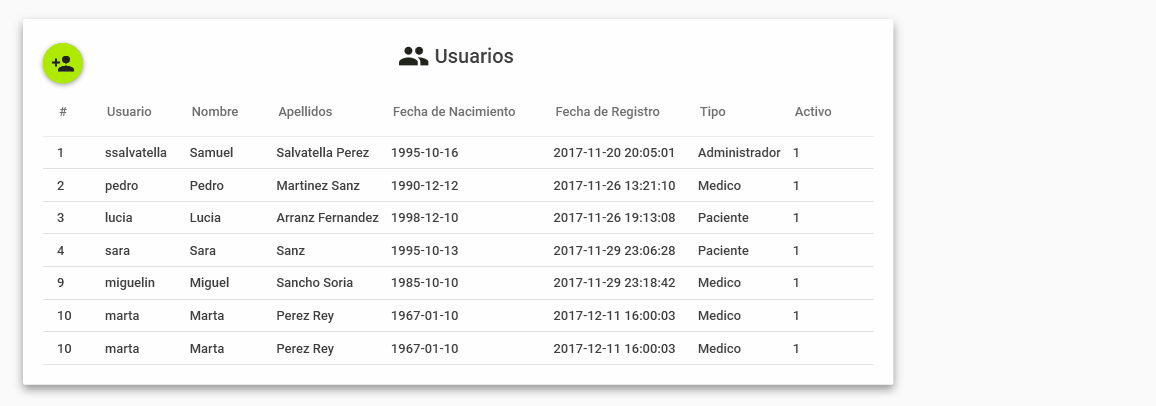 Usuarios
# Usuario Nombre Apellidos Fecha de Nacimiento Fecha de Registro Tipo Activo
1 ssalvatella Samuel Salvatella Perez 1995-10-16 2017-11-20 20:05:01 Administrador 1
2 pedro Pedro Martinez Sanz 1990-12-12 2017-11-26 13:21:10 Medico 1
3 lucia Lucia Arranz Fernandez 1998-12-10 2017-11-26 19:13:08 Paciente 1
4 sara Sara Sanz 1995-10-13 2017-11-29 23:06:28 Paciente 1
9 miguelin Miguel Sancho Soria 1985-10-10 2017-11-29 23:18:42 Medico 1
10 marta Marta Perez Rey 1967-01-10 2017-12-11 16:00:03 Medico 1
10 marta Marta Perez Rey 1967-01-10 2017-12-11 16:00:03 Medico 1